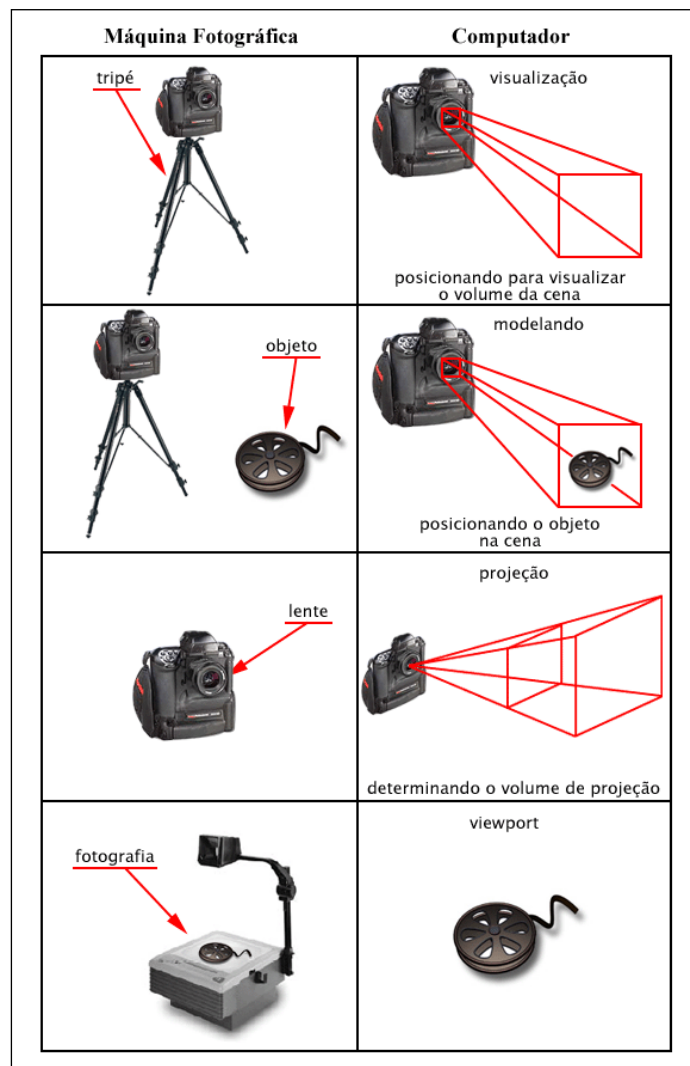 Máquina Fotográfica
Computador
tripé
visualização
posicionando para visualizar
o volume da cena
objeto
modelando
posicionando o objeto
na cena
lente
projeção
determinando o volume de projeção
fotografia
viewport